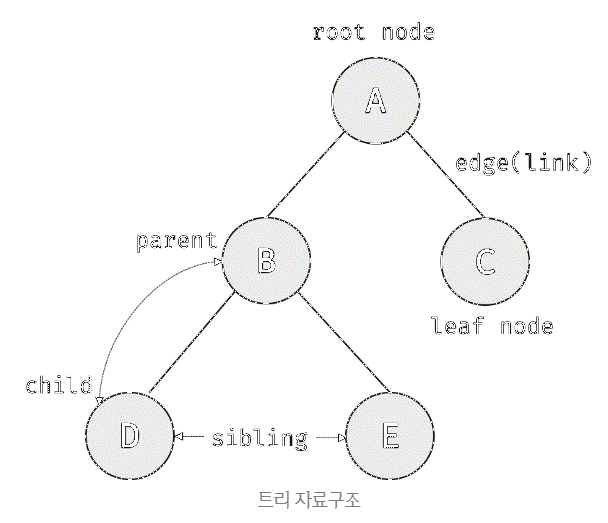 root node
A
edge(link)
parent
B
C
leaf node
child
D
sibling
E
트리 자료구조